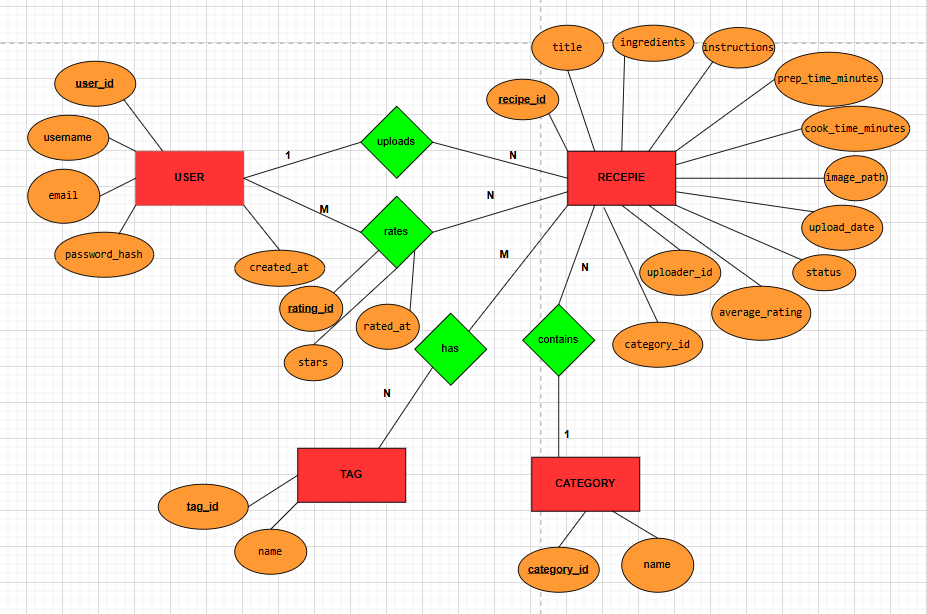 title
ingredients
instructions
user_id
recipe_id
prep_time_minutes
username
uploads
cook_time_minutes
1
N
USER
RECEPIE
image_path
email
N
M
rates
upload_date
password_hash
created_at
M
N
uploader_id
status
rating_id
rated_at
average_rating
stars
has
contains
category_id
N
1
TAG
CATEGORY
tag_id
name
category_id
name